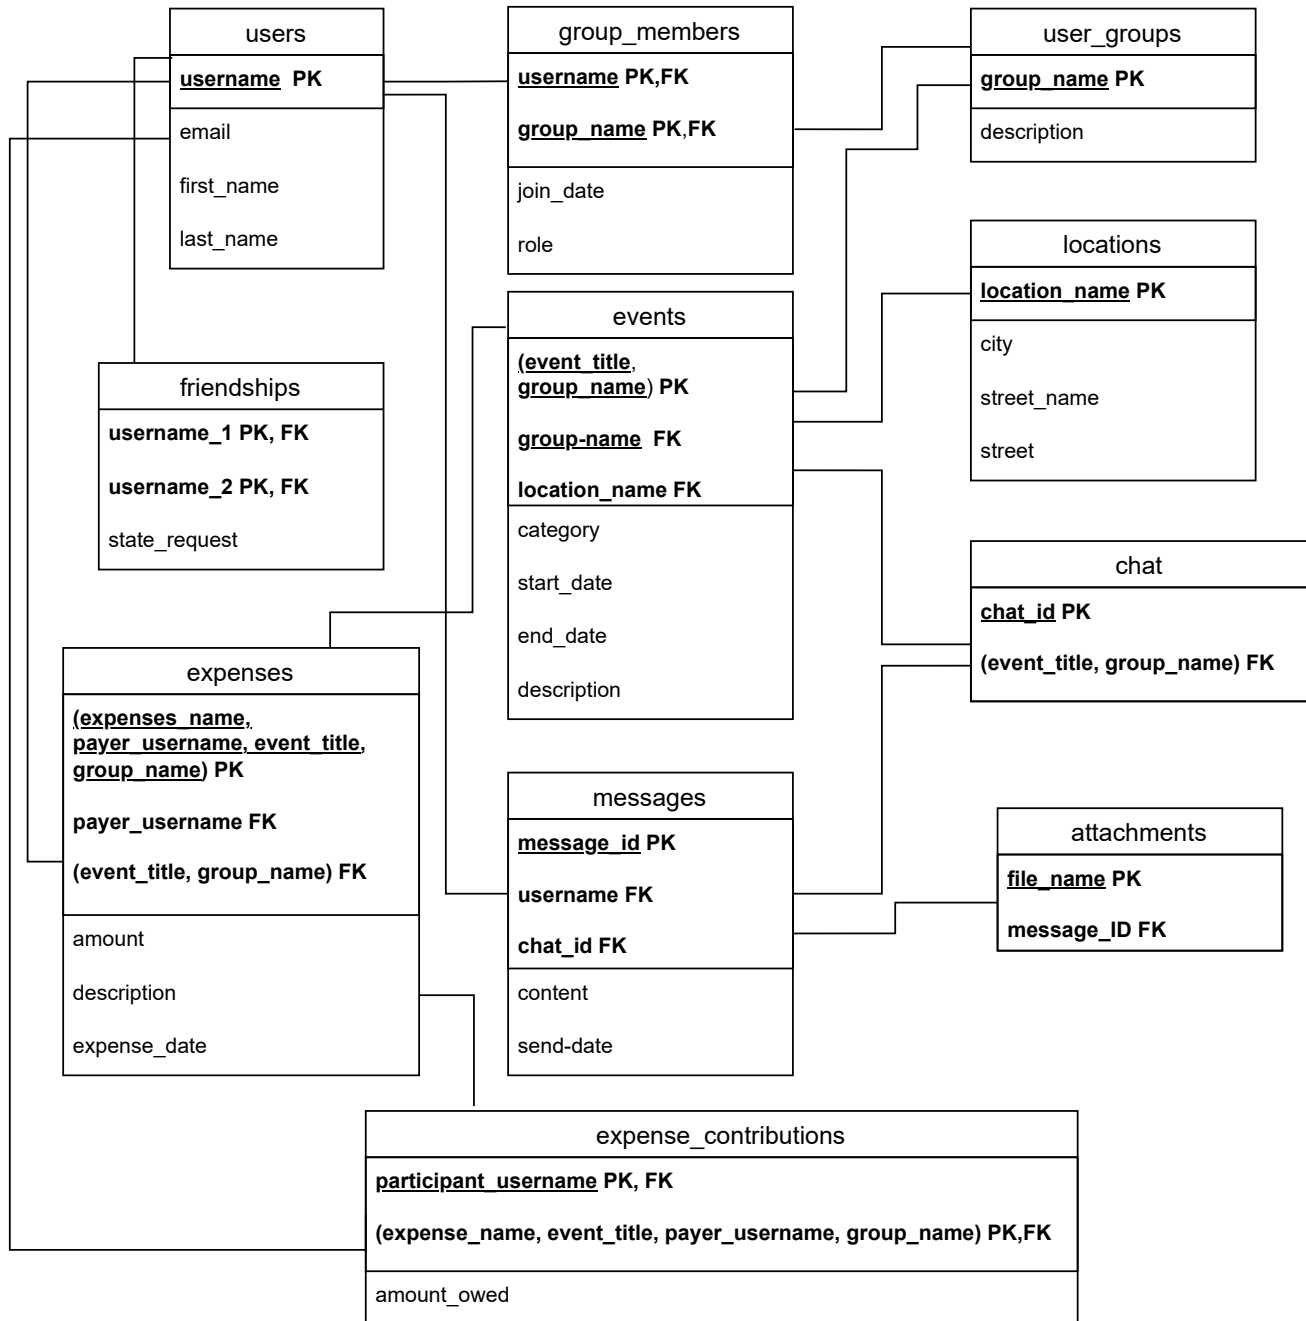 users
username PK
email
first_name
last_name
group_members
username PK,FK
group_name PK,FK
join_date
role
user_groups
group_name PK
description
locations
location_name PK
city
street_name
street
friendships
username_1 PK, FK
username_2 PK, FK
state_request
events
(event_title,
group_name) PK
group-name FK
location_name FK
category
start_date
end_date
description
chat
chat_id PK
(event_title, group_name) FK
expenses
(expenses_name,
payer_username, event_title,
group_name) PK
payer_username FK
(event_title, group_name) FK
amount
description
expense_date
messages
message_id PK
username FK
chat_id FK
content
send-date
attachments
file_name PK
message_ID FK
expense_contributions
participant_username PK, FK
(expense_name, event_title, payer_username, group_name) PK,FK
amount_owed